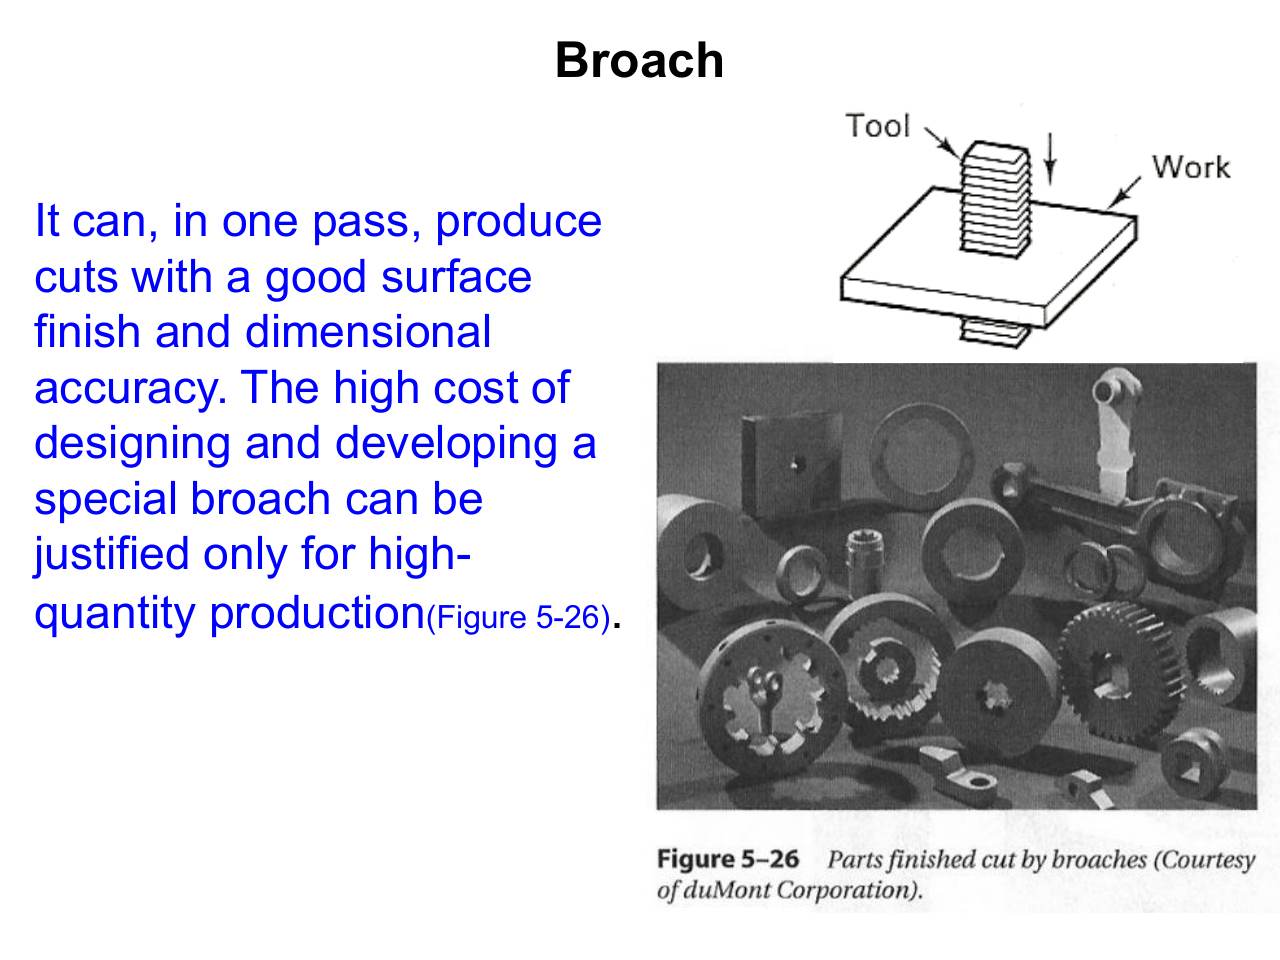 Broach
It can, in one pass, produce
cuts with a good surface
finish and dimensional
accuracy. The high cost of
designing and developing a
special broach can be
justified only for high-
quantity production(Figure 5-26).
Tool
Work
Figure 5–26 Parts finished cut by broaches (Courtesy
of duMont Corporation).